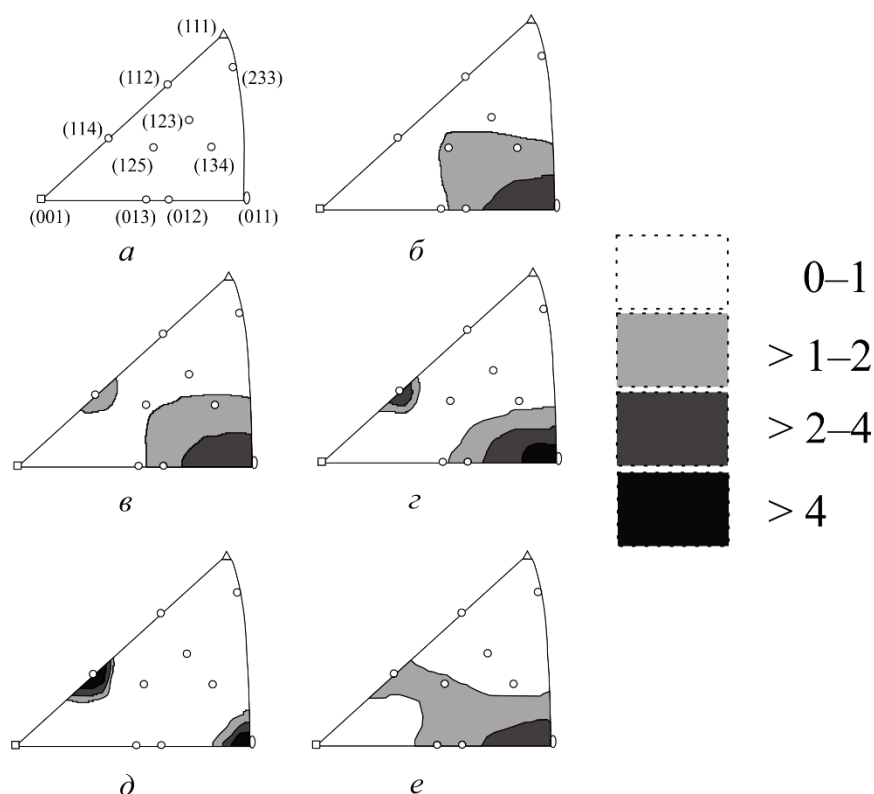 (111)
(233)
(112)
(123)
(114)
(125)
(134)
(001)
(013)
(012)
(011)
а
б
0–1
> 1–2
> 2–4
> 4
в
г
д
е